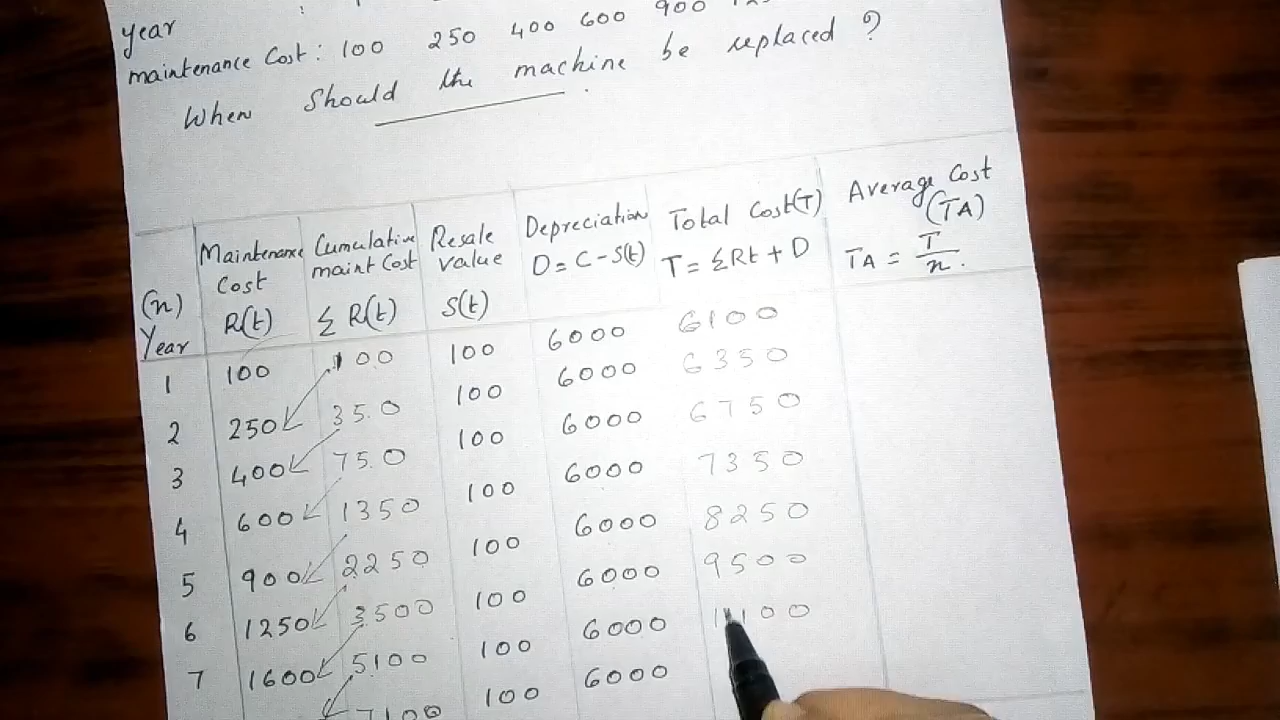 year
maintenance Cost : 100 250 400 600 900
When should the machine be replaced ?
(n) Year
Maintenance Cost R(t)
Cumulative maint Cost Σ R(t)
Resale value S(t)
Depreciation D = C - S(t)
Total Cost(T) T = ΣRt + D
Average Cost (TA) TA = T/n .
1 100 100 100 6000 6100
2 250 350 100 6000 6350
3 400 750 100 6000 6750
4 600 1350 100 6000 7350
5 900 2250 100 6000 8250
6 1250 3500 100 6000 9500
7 1600 5100 100 6000 11100
7100 100 6000